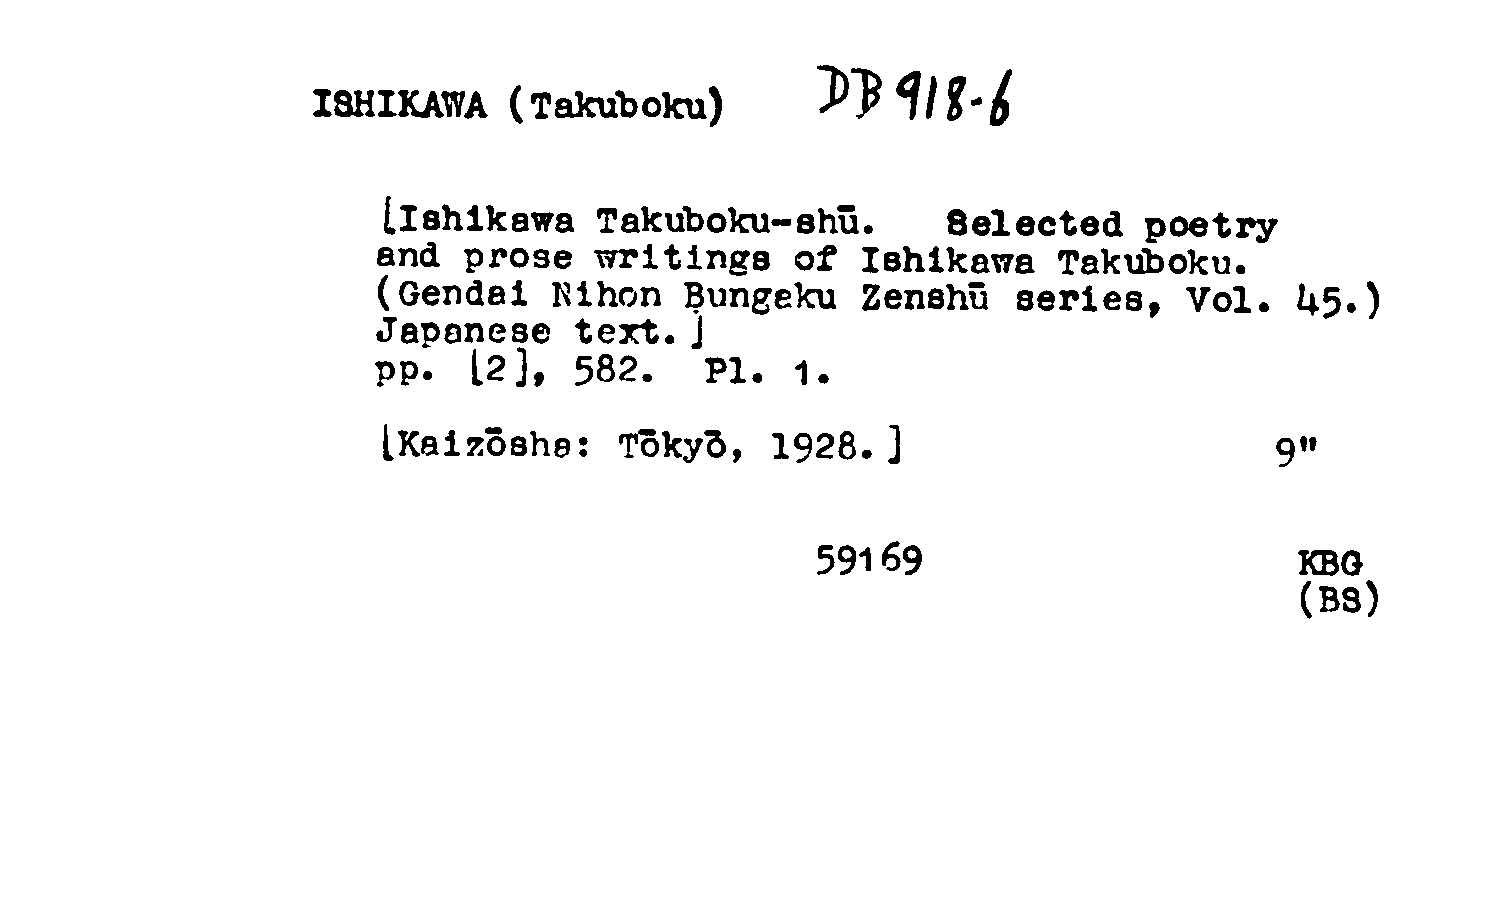 ISHIKAWA (Takuboku) DB 918.6
[Ishikawa Takuboku-shū. Selected poetry
and prose writings of Ishikawa Takuboku.
(Gendai Nihon Bungaku Zenshū series, Vol. 45.)
Japanese text.]
pp. [2], 582. Pl. 1.
[Kaizōsha: Tōkyō, 1928.] 9"
59169 KBG
(BS)